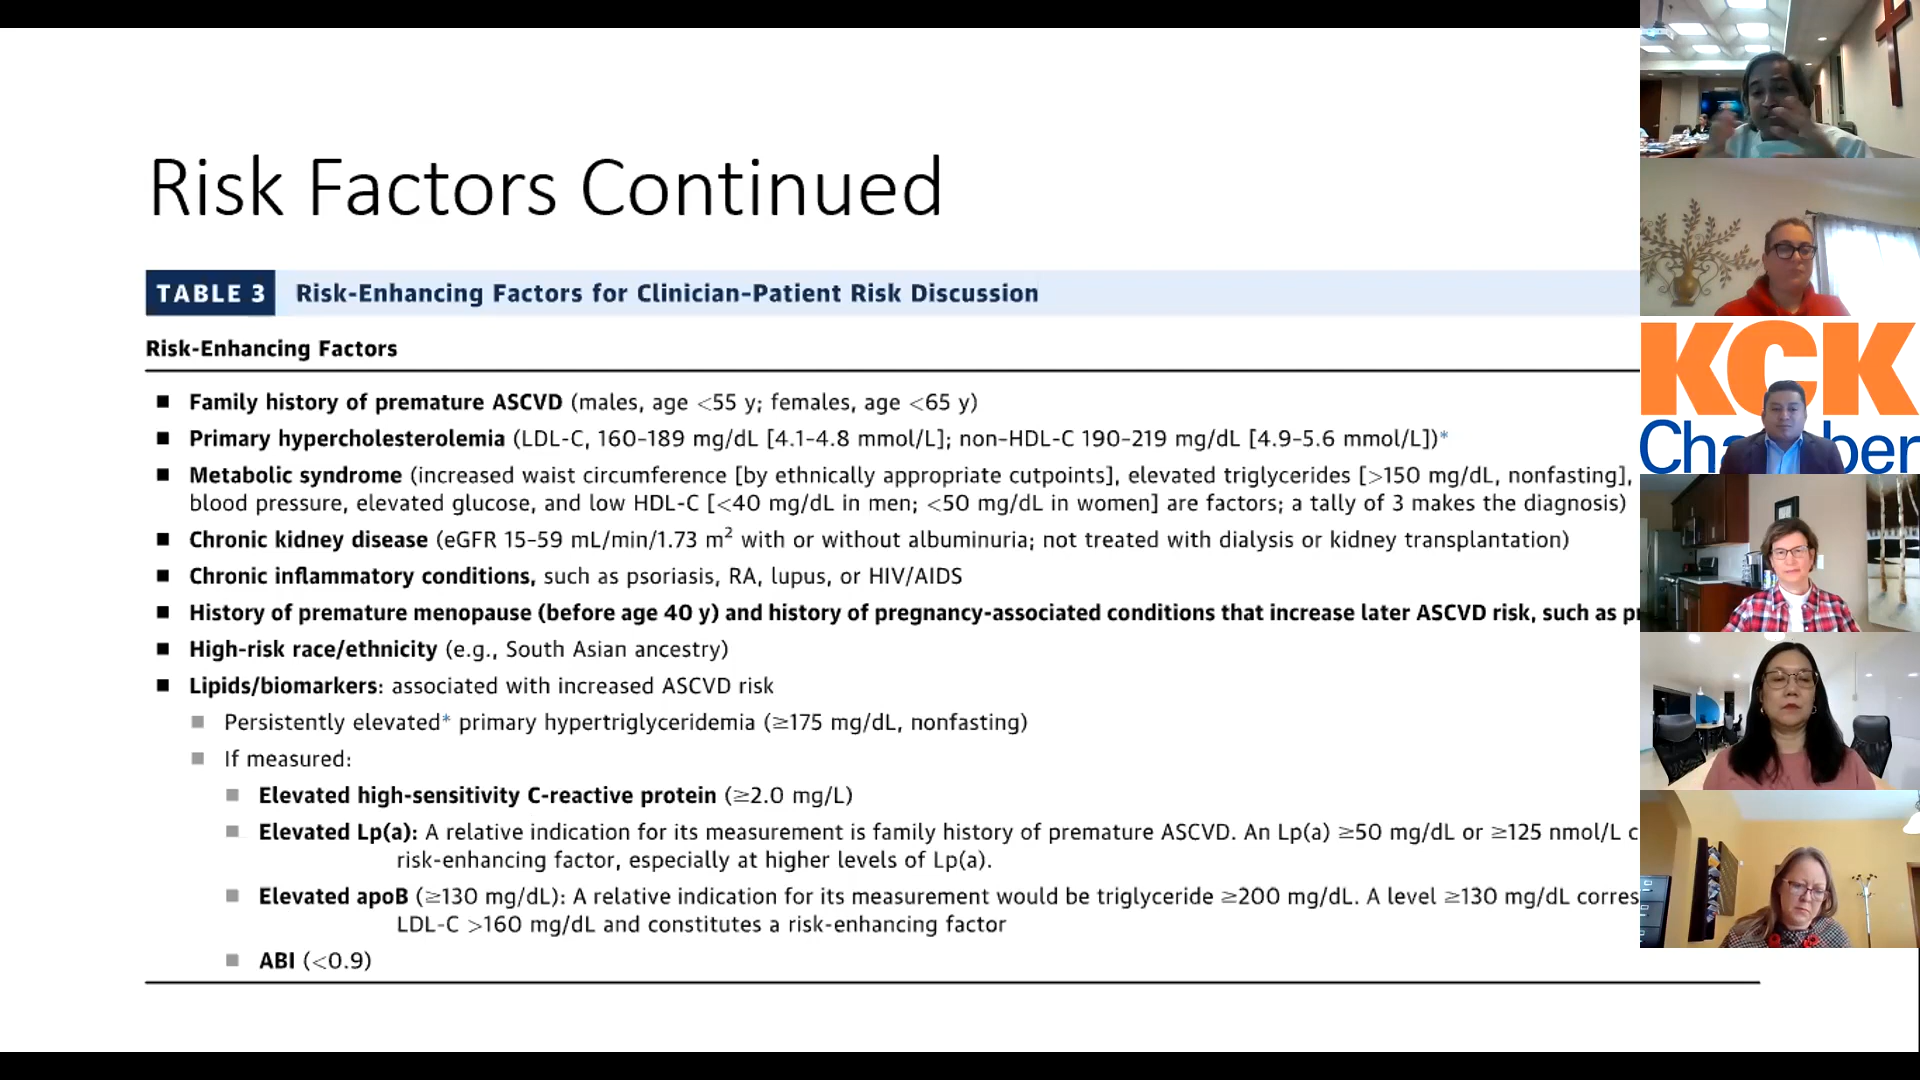 Risk Factors Continued
TABLE 3 Risk-Enhancing Factors for Clinician-Patient Risk Discussion
Risk-Enhancing Factors
■ Family history of premature ASCVD (males, age <55 y; females, age <65 y)
■ Primary hypercholesterolemia (LDL-C, 160-189 mg/dL [4.1-4.8 mmol/L]; non-HDL-C 190-219 mg/dL [4.9-5.6 mmol/L])*
■ Metabolic syndrome (increased waist circumference [by ethnically appropriate cutpoints], elevated triglycerides [>150 mg/dL, nonfasting],
blood pressure, elevated glucose, and low HDL-C [<40 mg/dL in men; <50 mg/dL in women] are factors; a tally of 3 makes the diagnosis)
■ Chronic kidney disease (eGFR 15-59 mL/min/1.73 m² with or without albuminuria; not treated with dialysis or kidney transplantation)
■ Chronic inflammatory conditions, such as psoriasis, RA, lupus, or HIV/AIDS
■ History of premature menopause (before age 40 y) and history of pregnancy-associated conditions that increase later ASCVD risk, such as
■ High-risk race/ethnicity (e.g., South Asian ancestry)
■ Lipids/biomarkers: associated with increased ASCVD risk
■ Persistently elevated* primary hypertriglyceridemia (≥175 mg/dL, nonfasting)
■ If measured:
■ Elevated high-sensitivity C-reactive protein (≥2.0 mg/L)
■ Elevated Lp(a): A relative indication for its measurement is family history of premature ASCVD. An Lp(a) ≥50 mg/dL or ≥125 nmol/L
risk-enhancing factor, especially at higher levels of Lp(a).
■ Elevated apoB (≥130 mg/dL): A relative indication for its measurement would be triglyceride ≥200 mg/dL. A level ≥130 mg/dL
LDL-C >160 mg/dL and constitutes a risk-enhancing factor
■ ABI (<0.9)
KCK